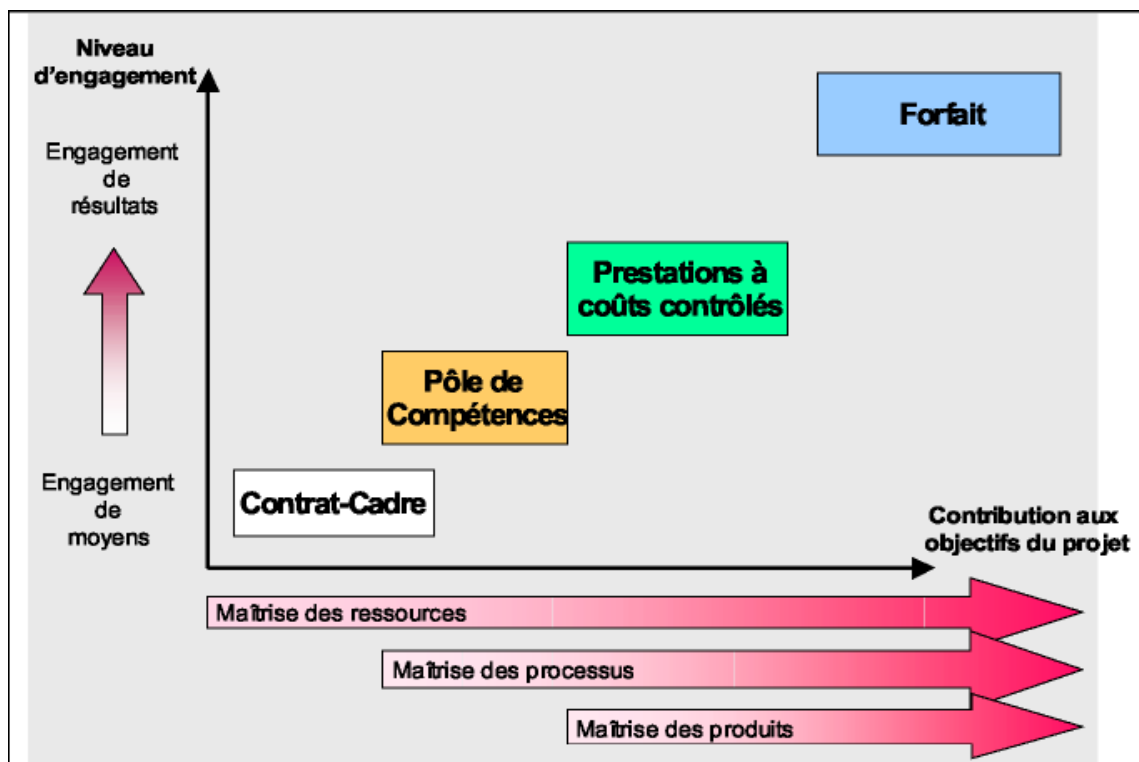 Niveau
d'engagement
Engagement
de
résultats
Engagement
de
moyens
Forfait
Prestations à
coûts contrôlés
Pôle de
Compétences
Contrat-Cadre
Contribution aux
objectifs du projet
Maîtrise des ressources
Maîtrise des processus
Maîtrise des produits